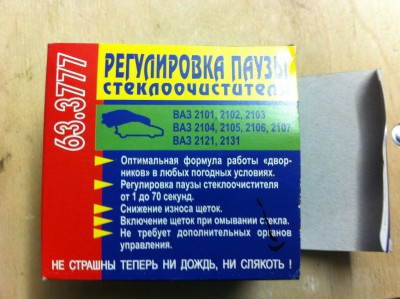 63.3777
РЕГУЛИРОВКА ПАУЗЫ
СТЕКЛООЧИСТИТЕЛЯ
ВАЗ 2101, 2102, 2103
ВАЗ 2104, 2105, 2106, 2107
ВАЗ 2121, 2131
Оптимальная формула работы «двор-
ников» в любых погодных условиях.
Регулировка паузы стеклоочистителя
от 1 до 70 секунд.
Снижение износа щеток.
Включение щеток при омывании стекла.
Не требует дополнительных органов
управления.
НЕ СТРАШНЫ ТЕПЕРЬ НИ ДОЖДЬ, НИ СЛЯКОТЬ !